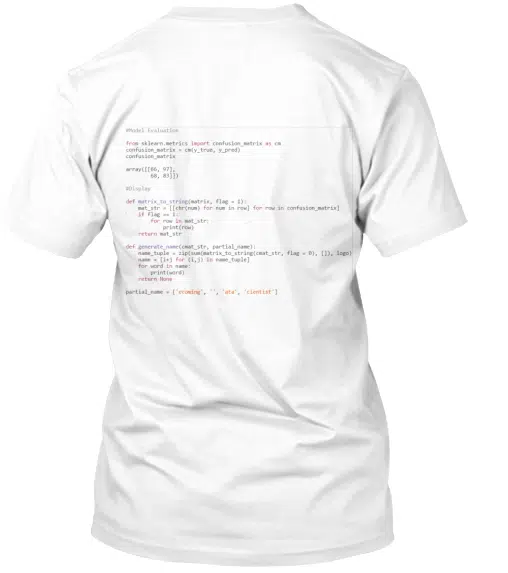 #Model Evaluation
from sklearn.metrics import confusion_matrix as cm
confusion_matrix = cm(y_true, y_pred)
confusion_matrix
array([[66, 97],
68, 83]])
#Display
def matrix_to_string(matrix, flag = 1):
mat_str = [[chr(num) for num in row] for row in confusion_matrix]
if flag == 1:
for row in mat_str:
print(row)
return mat_str
def generate_name(cmat_str, partial_name):
name_tuple = zip(sum(matrix_to_string(cmat_str, flag = 0), []), logo)
name = [i+j for (i,j) in name_tuple]
for word in name:
print(word)
return None
partial_name = ['ecoming', '', 'ata', 'cientist']